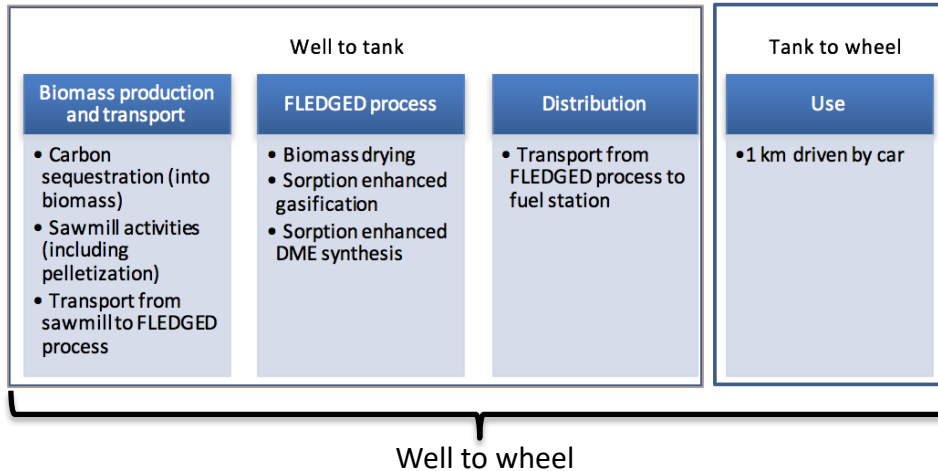 Well to tank
Tank to wheel
Biomass production
and transport
• Carbon
sequestration (into
biomass)
• Sawmill activities
(including
pelletization)
• Transport from
sawmill to FLEDGED
process
FLEDGED process
• Biomass drying
• Sorption enhanced
gasification
• Sorption enhanced
DME synthesis
Distribution
• Transport from
FLEDGED process to
fuel station
Use
•1 km driven by car
Well to wheel